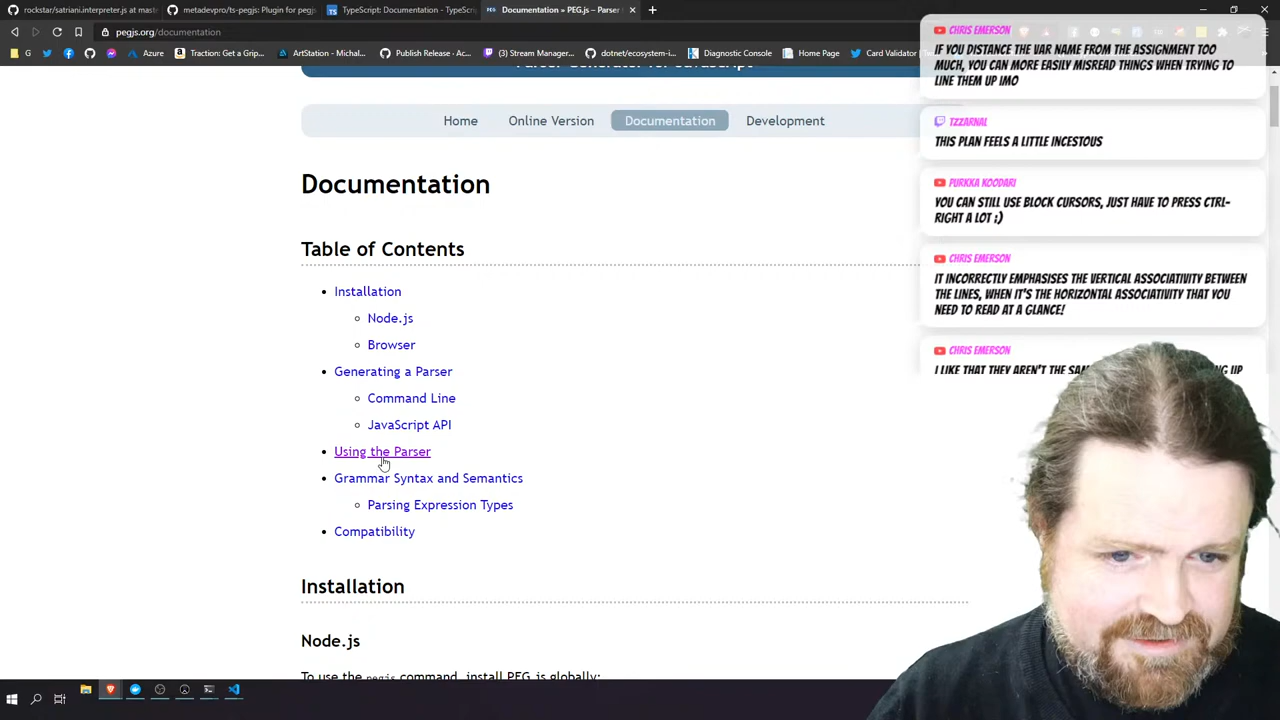 rockstar/satriani.interpreter.js at mast
metadevpro/ts-pegjs: Plugin for pegjs
TypeScript: Documentation - TypeScri
Documentation » PEG.js – Parser
pegjs.org/documentation
G
Azure
Traction: Get a Grip...
ArtStation - Michal...
Publish Release - Ac...
(3) Stream Manager...
dotnet/ecosystem-i...
Diagnostic Console
Home Page
Card Validator | Te
Home
Online Version
Documentation
Development
Documentation
Table of Contents
Installation
Node.js
Browser
Generating a Parser
Command Line
JavaScript API
Using the Parser
Grammar Syntax and Semantics
Parsing Expression Types
Compatibility
Installation
Node.js
To use the pegjs command, install PEG.js globally:
CHRIS EMERSON
IF YOU DISTANCE THE VAR NAME FROM THE ASSIGNMENT TOO
MUCH, YOU CAN MORE EASILY MISREAD THINGS WHEN TRYING TO
LINE THEM UP IMO
TZZARNAL
THIS PLAN FEELS A LITTLE INCESTOUS
PURKKA KOODARI
YOU CAN STILL USE BLOCK CURSORS, JUST HAVE TO PRESS CTRL-
RIGHT A LOT ;)
CHRIS EMERSON
IT INCORRECTLY EMPHASISES THE VERTICAL ASSOCIATIVITY BETWEEN
THE LINES, WHEN IT'S THE HORIZONTAL ASSOCIATIVITY THAT YOU
NEED TO READ AT A GLANCE!
CHRIS EMERSON
I LIKE THAT THEY AREN'T THE SAM
UP